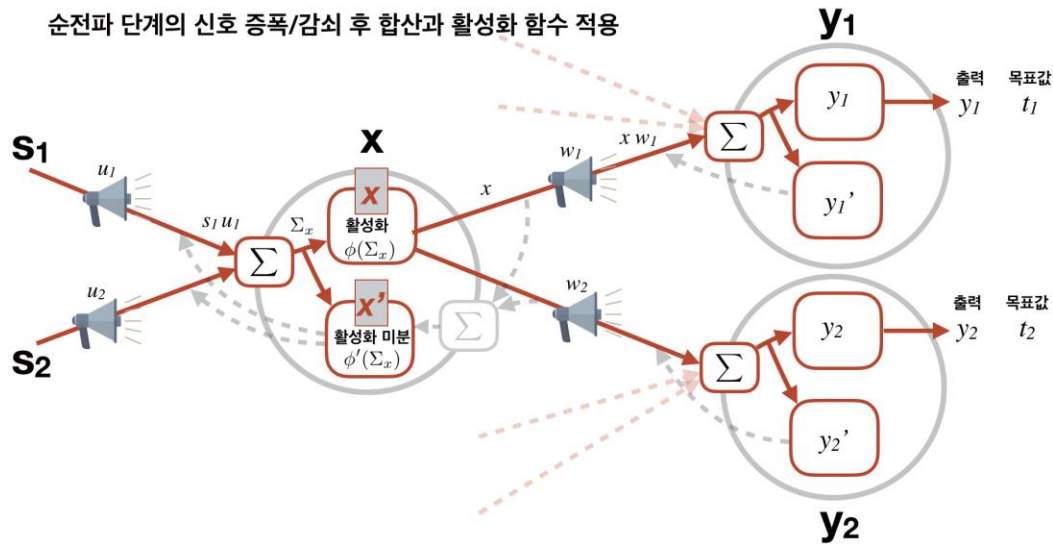 순전파 단계의 신호 증폭/감쇠 후 합산과 활성화 함수 적용
y1
출력 목표값
y1 t1
y1
∑
y1’
w1
x w1
x
s1
u1
s1 u1
x
x
활성화
ϕ(Σx)
Σx
∑
x’
활성화 미분
ϕ′(Σx)
∑
u2
s2
w2
출력 목표값
y2 t2
y2
∑
y2’
y2